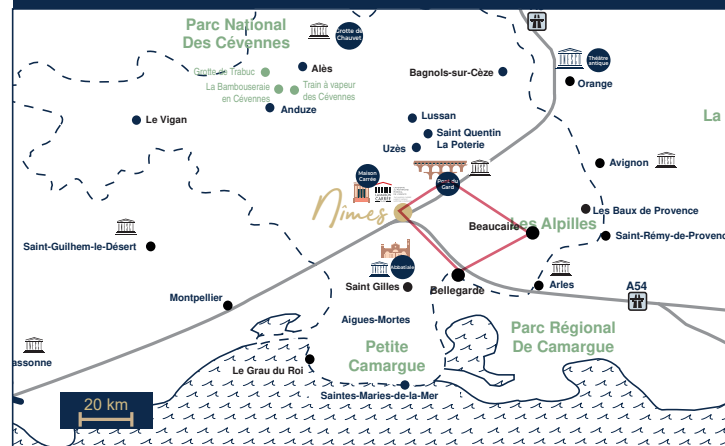 Parc National
Des Cévennes
Grotte de
Chauvet
Théâtre
antique
Grotte de Trabuc
Alès
Bagnols-sur-Cèze
Orange
La Bambouseraie
en Cévennes
Train à vapeur
des Cévennes
Anduze
La
Le Vigan
Lussan
Saint Quentin
La Poterie
Uzès
Avignon
Maison
Carrée
Pont du
Gard
Nîmes
Les Baux de Provence
Beaucaire
Les Alpilles
Saint-Rémy-de-Provenc
Saint-Guilhem-le-Désert
Abbatiale
Saint Gilles
Bellegarde
Arles
A54
Montpellier
Aigues-Mortes
Parc Régional
De Camargue
Petite
Camargue
assonne
Le Grau du Roi
Saintes-Maries-de-la-Mer
20 km